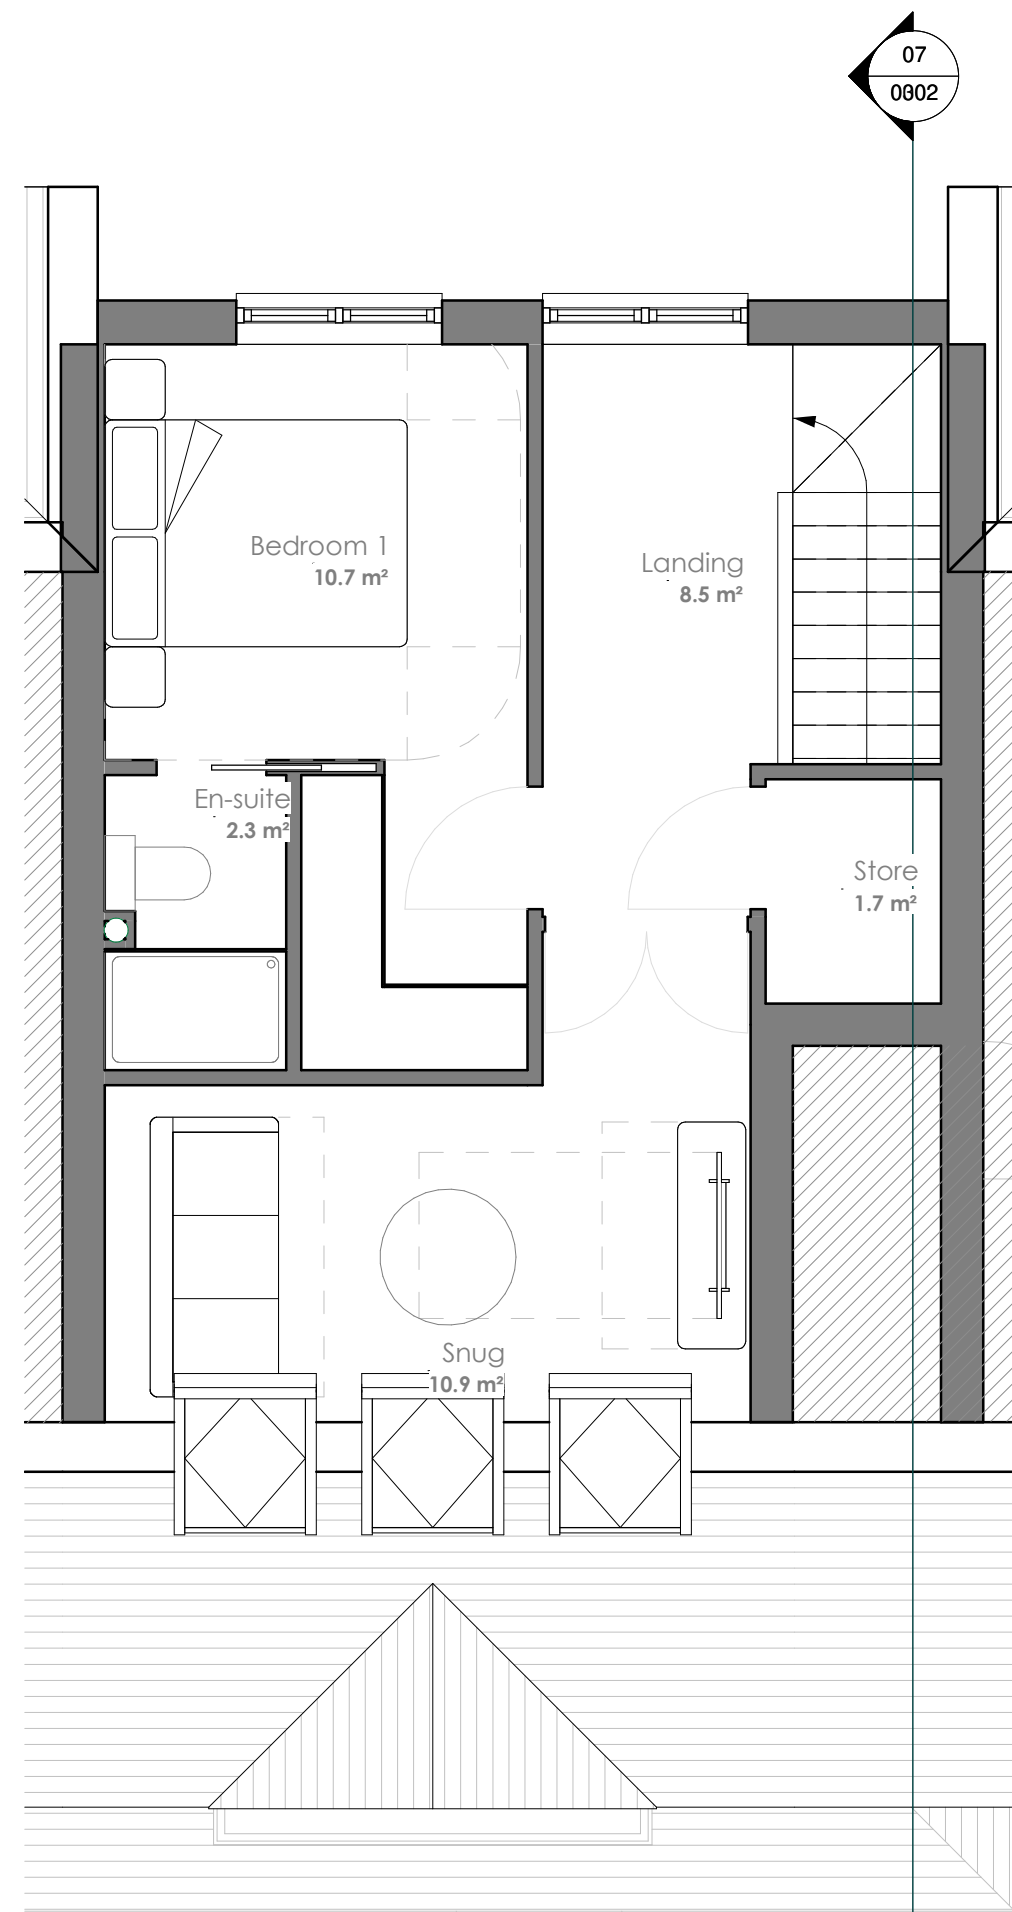 07
Bedroom 1
10.7 m²
Landing
8.5 m²
En-suite
2.3 m²
Store
1.7 m²
Snug
10.9 m²